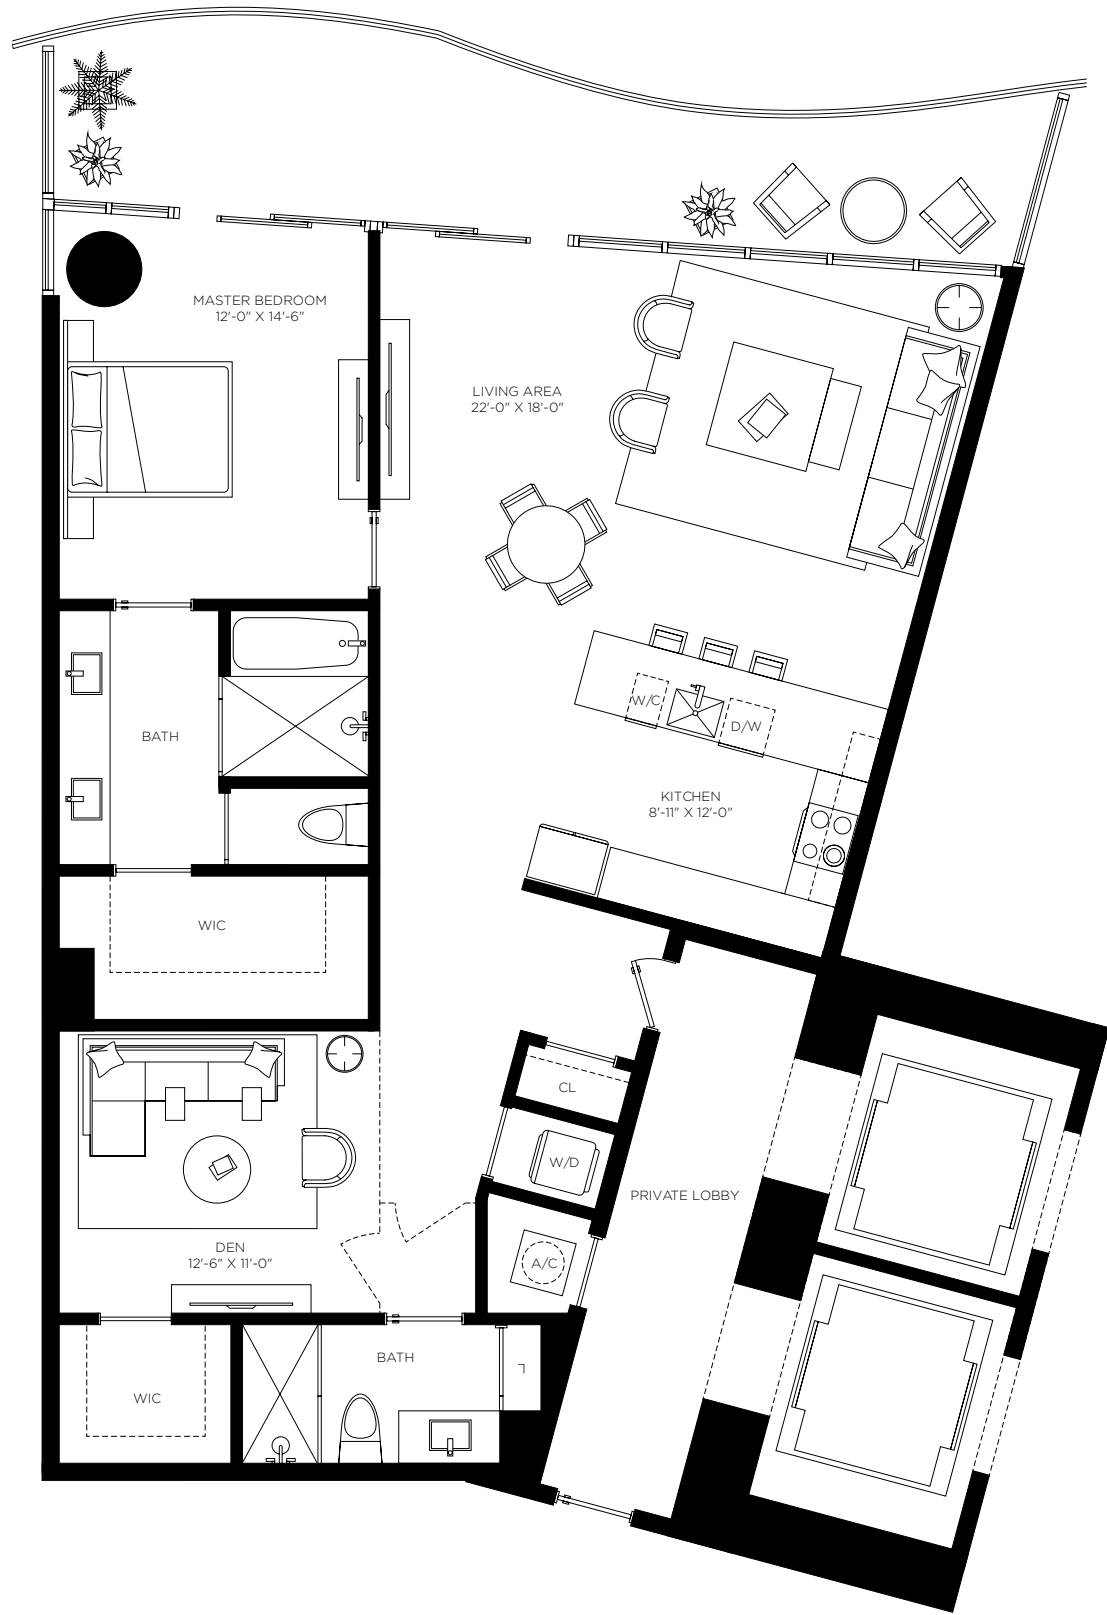 MASTER BEDROOM
12'-0" X 14'-6"
LIVING AREA
22'-0" X 18'-0"
W/C
D/W
BATH
KITCHEN
8'-11" X 12'-0"
WIC
CL
W/D
PRIVATE LOBBY
DEN
12'-6" X 11'-0"
A/C
BATH
WIC